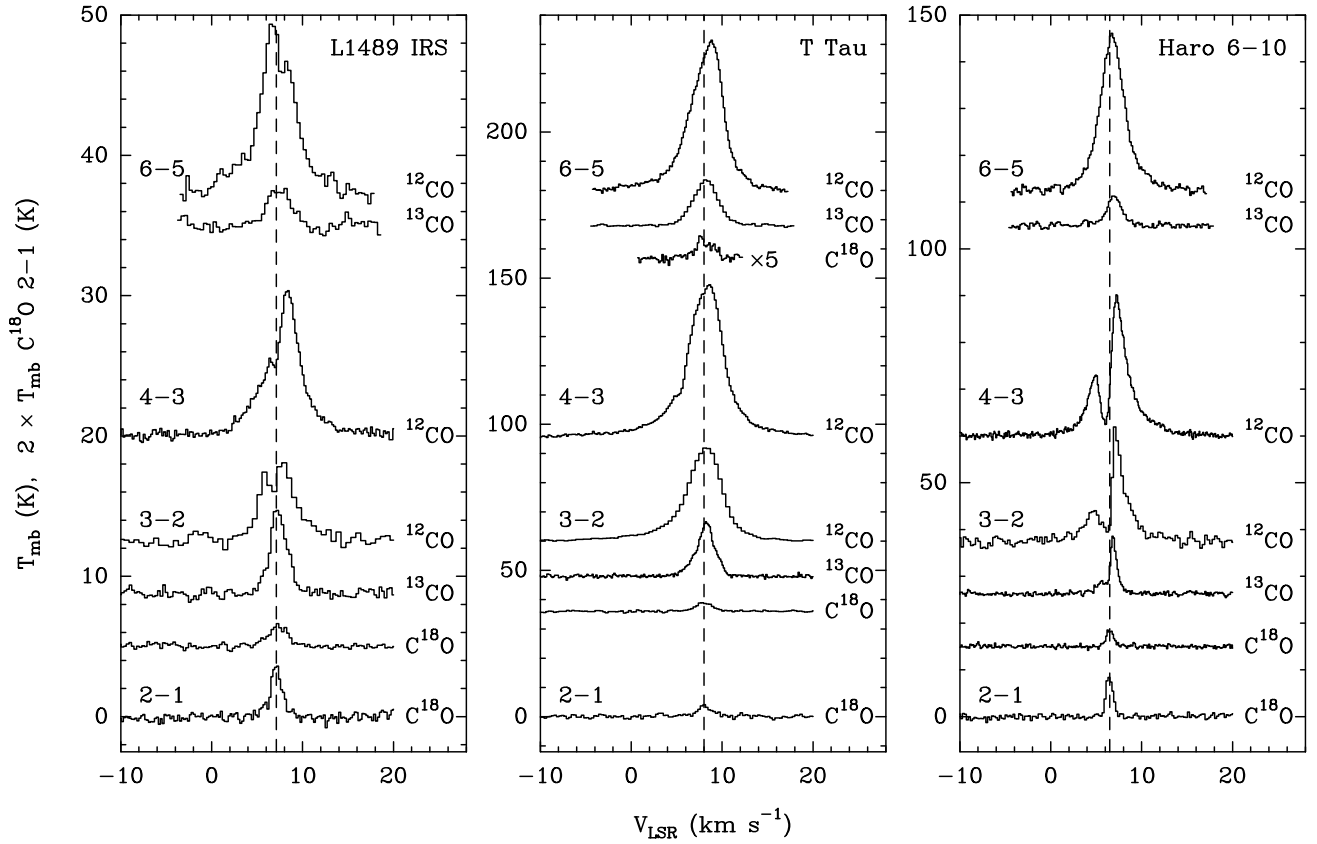 T_mb (K), 2 × T_mb C¹⁸O 2−1 (K)
50
40
30
20
10
0
L1489 IRS
6−5
¹²CO
¹³CO
4−3
¹²CO
3−2
¹²CO
¹³CO
C¹⁸O
2−1
C¹⁸O
−10 0 10 20
200
150
100
50
0
T Tau
6−5
¹²CO
¹³CO
×5 C¹⁸O
4−3
¹²CO
3−2
¹²CO
¹³CO
C¹⁸O
2−1
C¹⁸O
−10 0 10 20
150
100
50
0
Haro 6−10
6−5
¹²CO
¹³CO
4−3
¹²CO
3−2
¹²CO
¹³CO
C¹⁸O
2−1
C¹⁸O
−10 0 10 20
V_LSR (km s⁻¹)